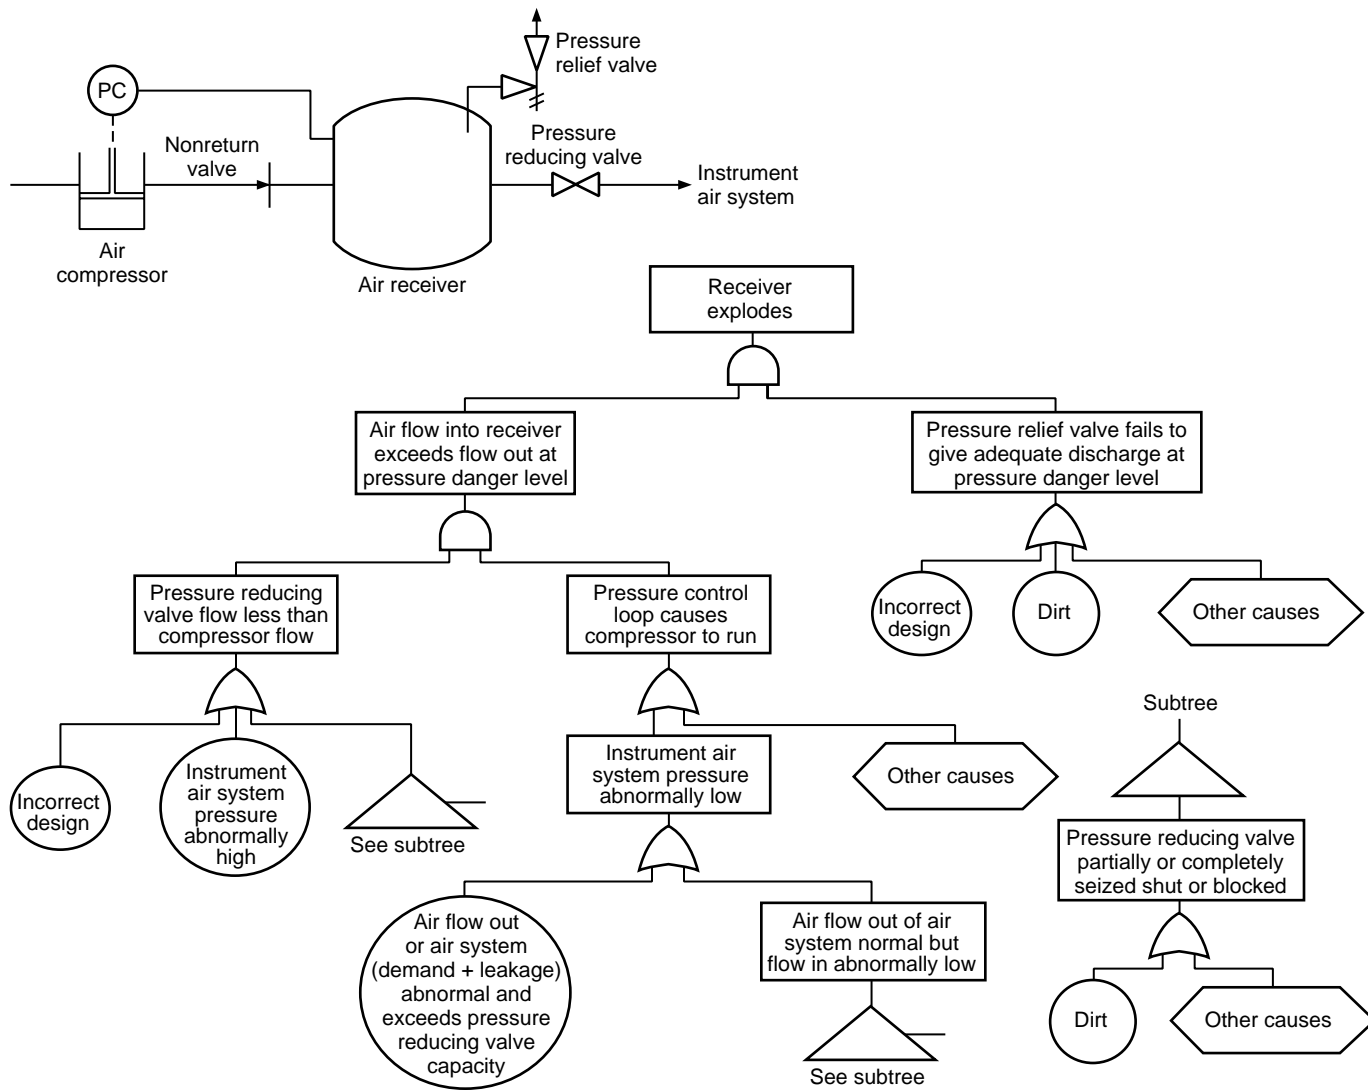 Pressure
relief valve
PC
Nonreturn
valve
Pressure
reducing valve
Instrument
air system
Air
compressor
Air receiver
Receiver
explodes
Air flow into receiver
exceeds flow out at
pressure danger level
Pressure relief valve fails to
give adequate discharge at
pressure danger level
Pressure reducing
valve flow less than
compressor flow
Pressure control
loop causes
compressor to run
Incorrect
design
Dirt
Other causes
Incorrect
design
Instrument
air system
pressure
abnormally
high
See subtree
Instrument air
system pressure
abnormally low
Other causes
Subtree
Pressure reducing valve
partially or completely
seized shut or blocked
Air flow out
or air system
(demand + leakage)
abnormal and
exceeds pressure
reducing valve
capacity
Air flow out of air
system normal but
flow in abnormally low
See subtree
Dirt
Other causes